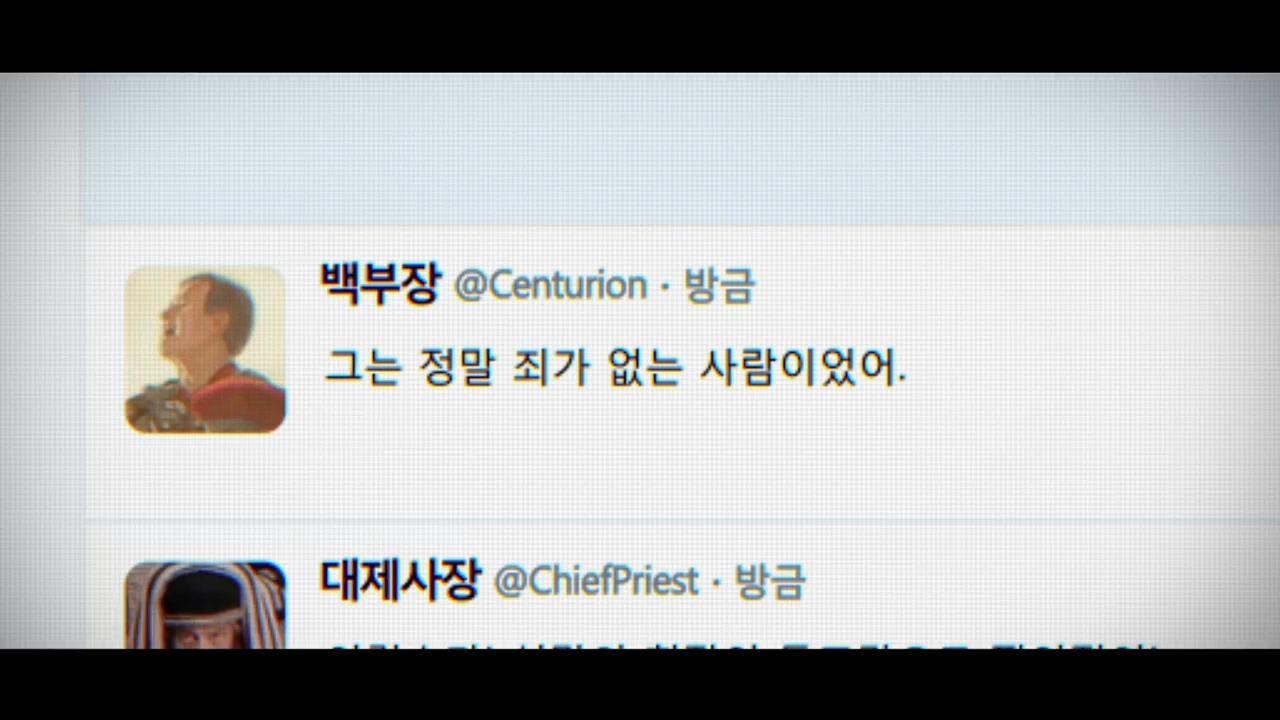 백부장 @Centurion · 방금
그는 정말 죄가 없는 사람이었어.
대제사장 @ChiefPriest · 방금